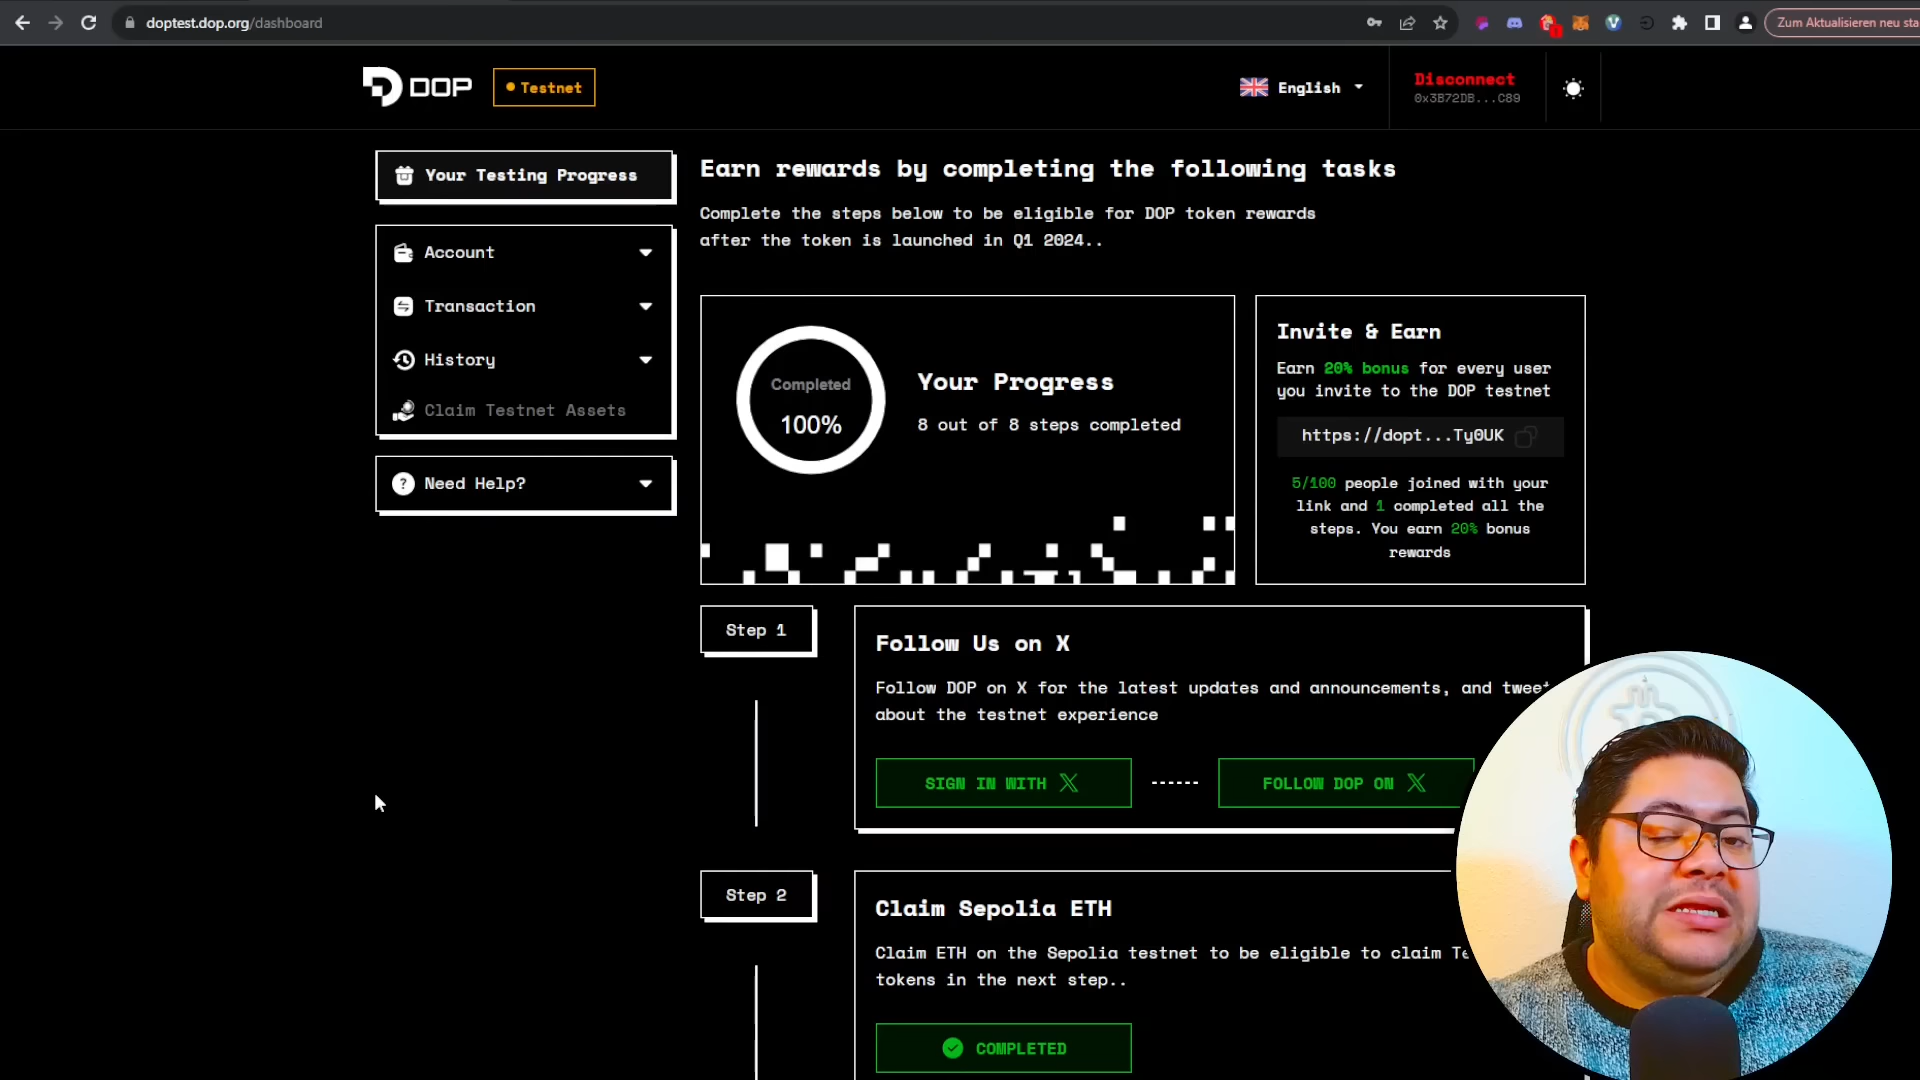 doptest.dop.org/dashboard
Zum Aktualisieren neu sta
DOP
Testnet
English
Disconnect
0x3B72DB...C89
Your Testing Progress
Account
Transaction
History
Claim Testnet Assets
Need Help?
Earn rewards by completing the following tasks
Complete the steps below to be eligible for DOP token rewards
after the token is launched in Q1 2024..
Completed
100%
Your Progress
8 out of 8 steps completed
Invite & Earn
Earn 20% bonus for every user
you invite to the DOP testnet
https://dopt...Ty0UK
5/100 people joined with your
link and 1 completed all the
steps. You earn 20% bonus
rewards
Step 1
Follow Us on X
Follow DOP on X for the latest updates and announcements, and tweet
about the testnet experience
SIGN IN WITH X
FOLLOW DOP ON X
Step 2
Claim Sepolia ETH
Claim ETH on the Sepolia testnet to be eligible to claim Te
tokens in the next step..
COMPLETED